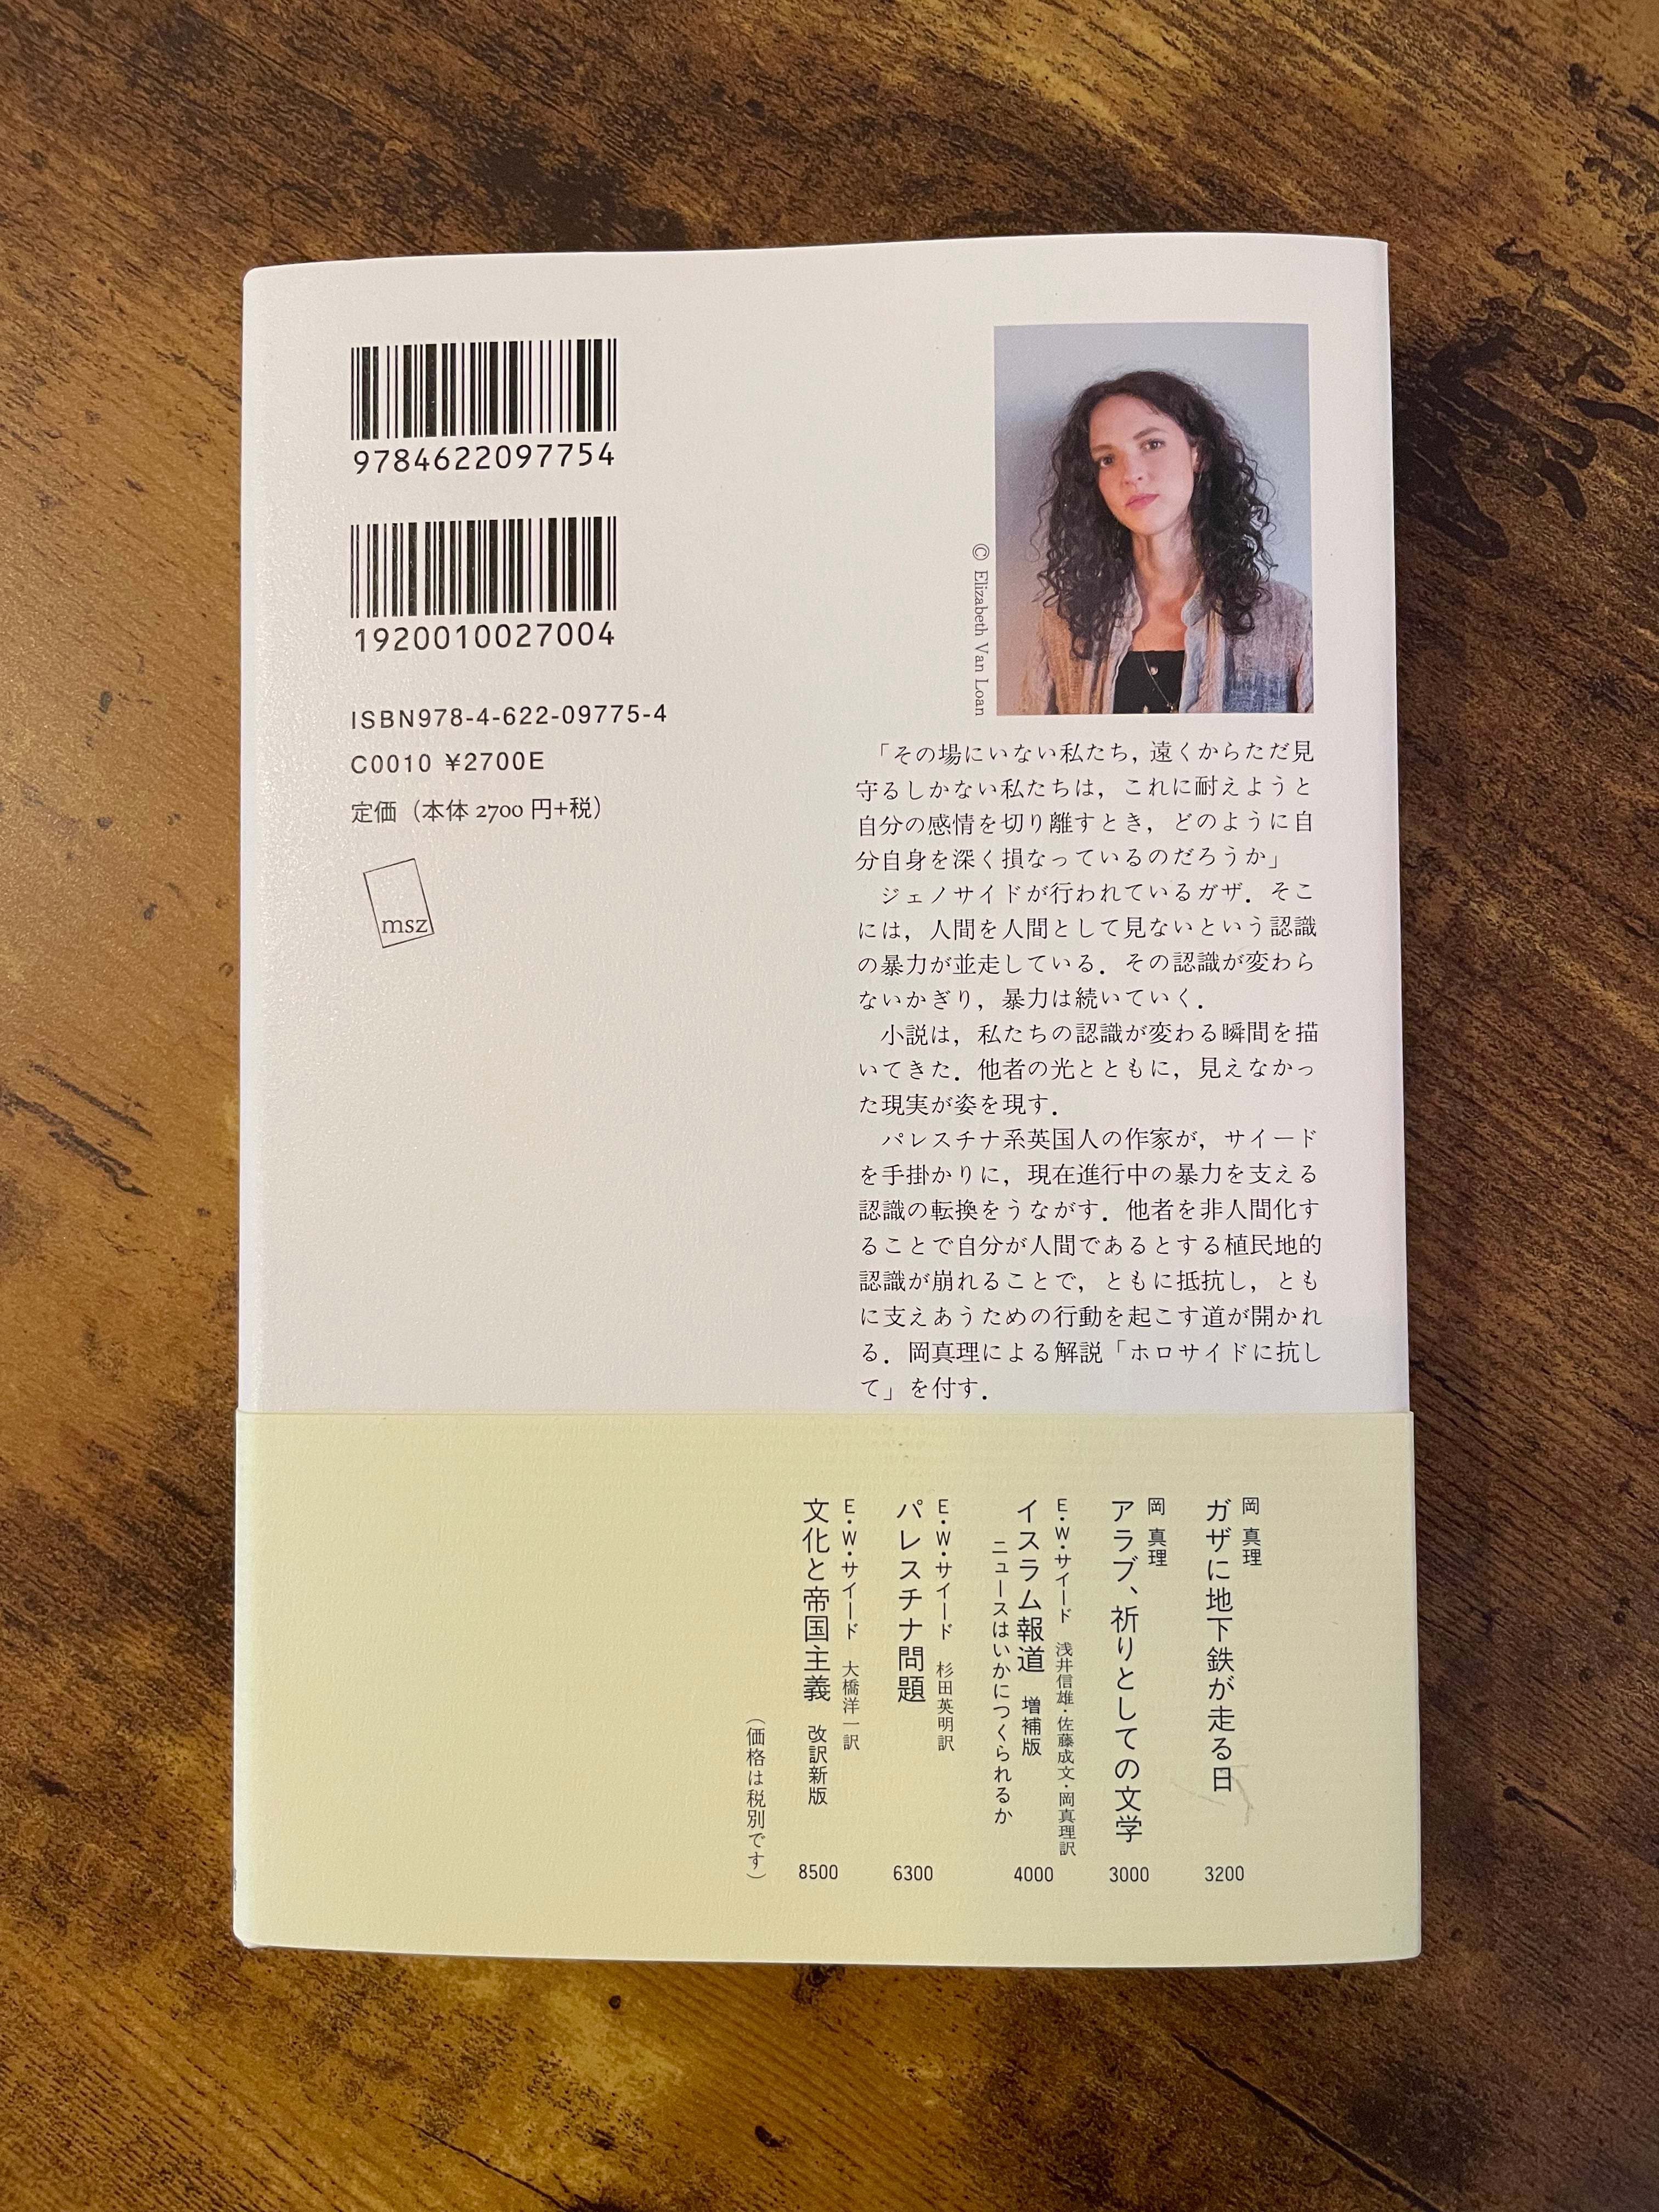 9784622097754
1920010027004
ISBN978-4-622-09775-4
C0010 ¥2700E
定価（本体 2700 円+税）
msz
© Elizabeth Van Loan
「その場にいない私たち，遠くからただ見
守るしかない私たちは，これに耐えようと
自分の感情を切り離すとき，どのように自
分自身を深く損なっているのだろうか」
ジェノサイドが行われているガザ．そこ
には，人間を人間として見ないという認識
の暴力が並走している．その認識が変わら
ないかぎり，暴力は続いていく．
小説は，私たちの認識が変わる瞬間を描
いてきた．他者の光とともに，見えなかっ
た現実が姿を現す．
パレスチナ系英国人の作家が，サイード
を手掛かりに，現在進行中の暴力を支える
認識の転換をうながす．他者を非人間化す
ることで自分が人間であるとする植民地的
認識が崩れることで，ともに抵抗し，とも
に支えあうための行動を起こす道が開かれ
る．岡真理による解説「ホロサイドに抗し
て」を付す．
岡 真理
ガザに地下鉄が走る日 3200
岡 真理
アラブ、祈りとしての文学 3000
E・W・サイード 浅井信雄・佐藤成文・岡真理訳
イスラム報道 増補版 4000
ニュースはいかにつくられるか
E・W・サイード 杉田英明訳
パレスチナ問題 6300
E・W・サイード 大橋洋一訳
文化と帝国主義 改訳新版 8500
（価格は税別です）